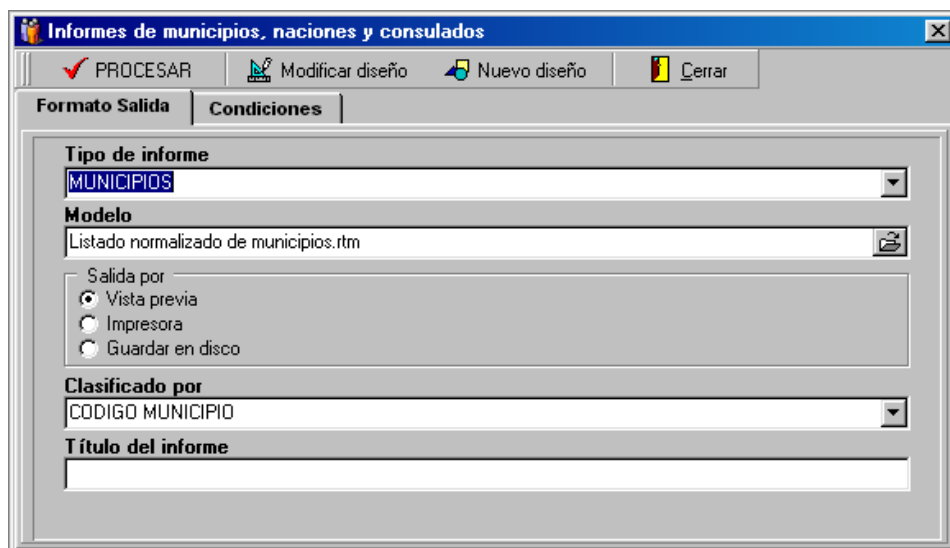 Informes de municipios, naciones y consulados
PROCESAR Modificar diseño Nuevo diseño Cerrar
Formato Salida Condiciones
Tipo de informe
MUNICIPIOS
Modelo
Listado normalizado de municipios.rtm
Salida por
Vista previa
Impresora
Guardar en disco
Clasificado por
CODIGO MUNICIPIO
Título del informe